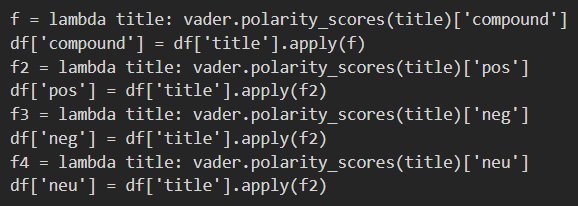 f = lambda title: vader.polarity_scores(title)['compound']
df['compound'] = df['title'].apply(f)
f2 = lambda title: vader.polarity_scores(title)['pos']
df['pos'] = df['title'].apply(f2)
f3 = lambda title: vader.polarity_scores(title)['neg']
df['neg'] = df['title'].apply(f2)
f4 = lambda title: vader.polarity_scores(title)['neu']
df['neu'] = df['title'].apply(f2)